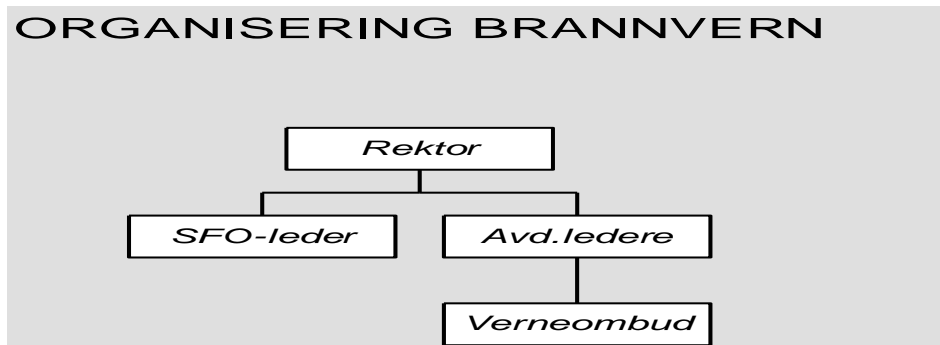 ORGANISERING BRANNVERN
Rektor
SFO-leder
Avd.ledere
Verneombud